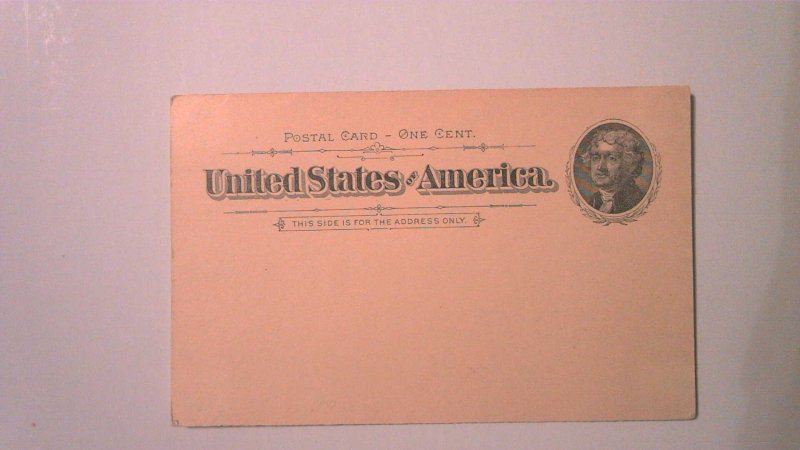 POSTAL CARD – ONE CENT.
United States of America.
THIS SIDE IS FOR THE ADDRESS ONLY.